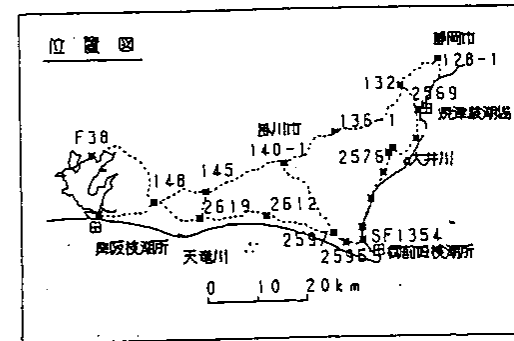 位置図
静岡市
128-1
132
2569
焼津検潮場
136-1
掛川市
140-1
2576
大井川
F38
148
145
2619
2612
2597
2596
SF1354
御前崎検潮所
舞阪検潮所
天竜川
0 10 20km